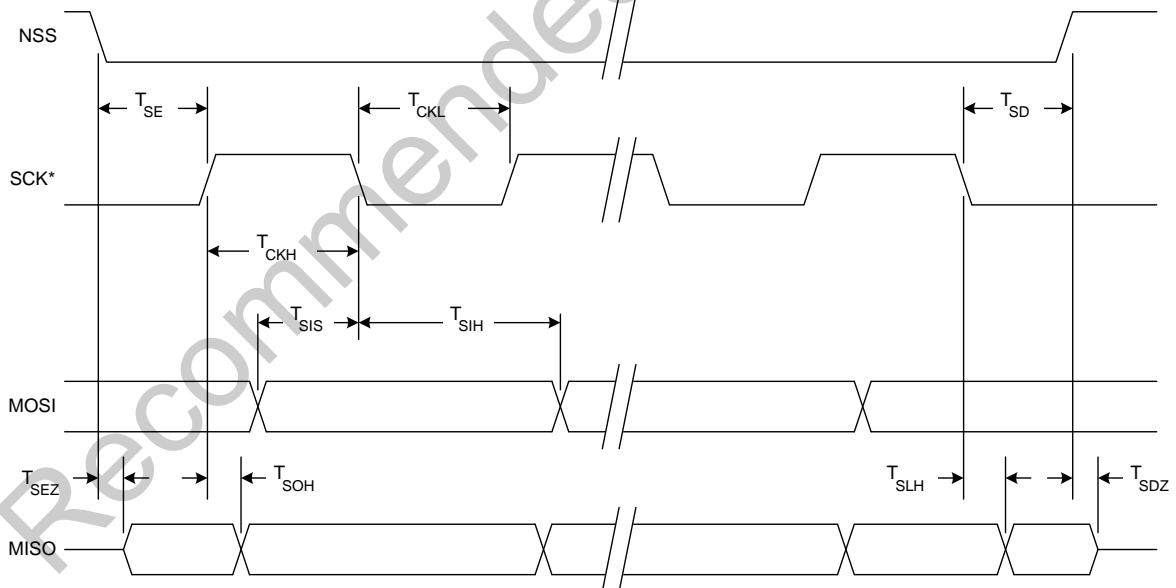 NSS
T_SE
T_CKL
T_SD
SCK*
T_CKH
T_SIS
T_SIH
MOSI
T_SEZ
T_SOH
T_SLH
T_SDZ
MISO
Recommended